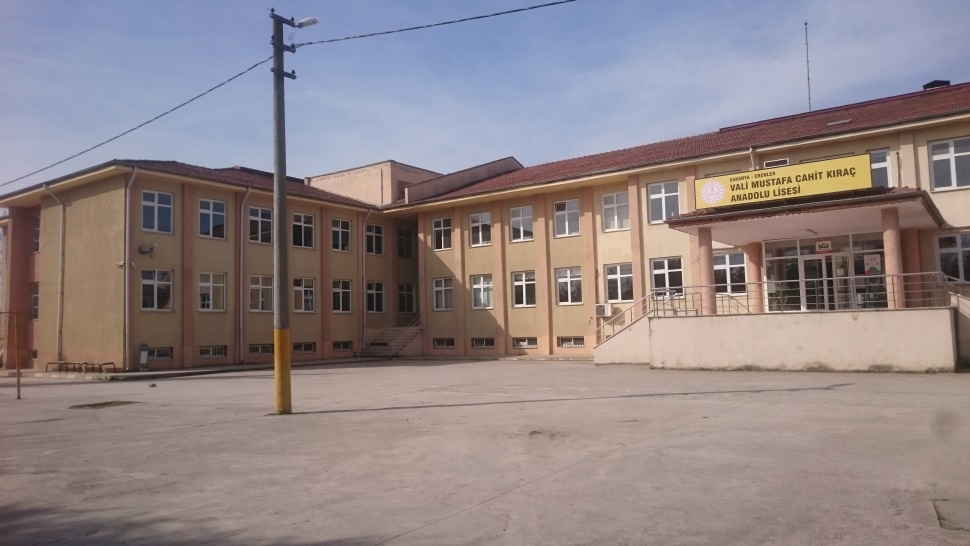 SAKARYA - ERENLER
VALİ MUSTAFA CAHİT KIRAÇ
ANADOLU LİSESİ